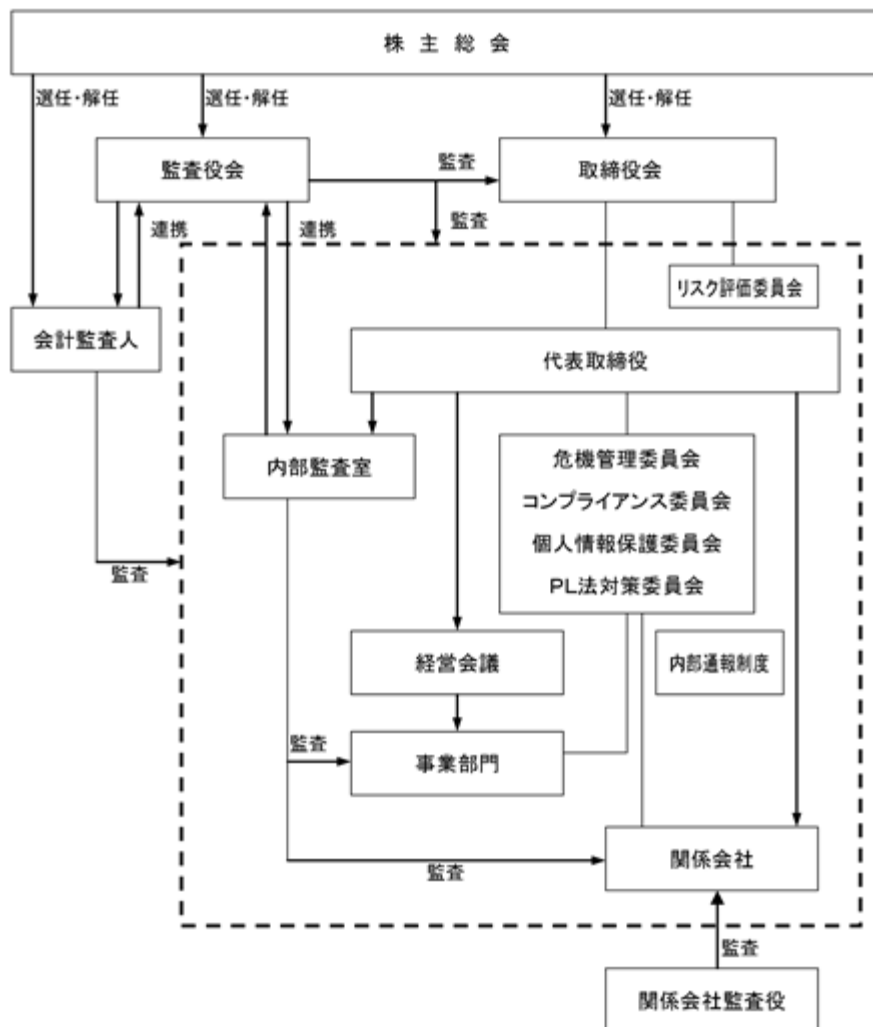 株主総会
選任・解任
選任・解任
選任・解任
監査役会
監査
取締役会
監査
連携
連携
リスク評価委員会
会計監査人
代表取締役
内部監査室
危機管理委員会
コンプライアンス委員会
個人情報保護委員会
PL法対策委員会
監査
経営会議
内部通報制度
監査
事業部門
関係会社
監査
監査
関係会社監査役